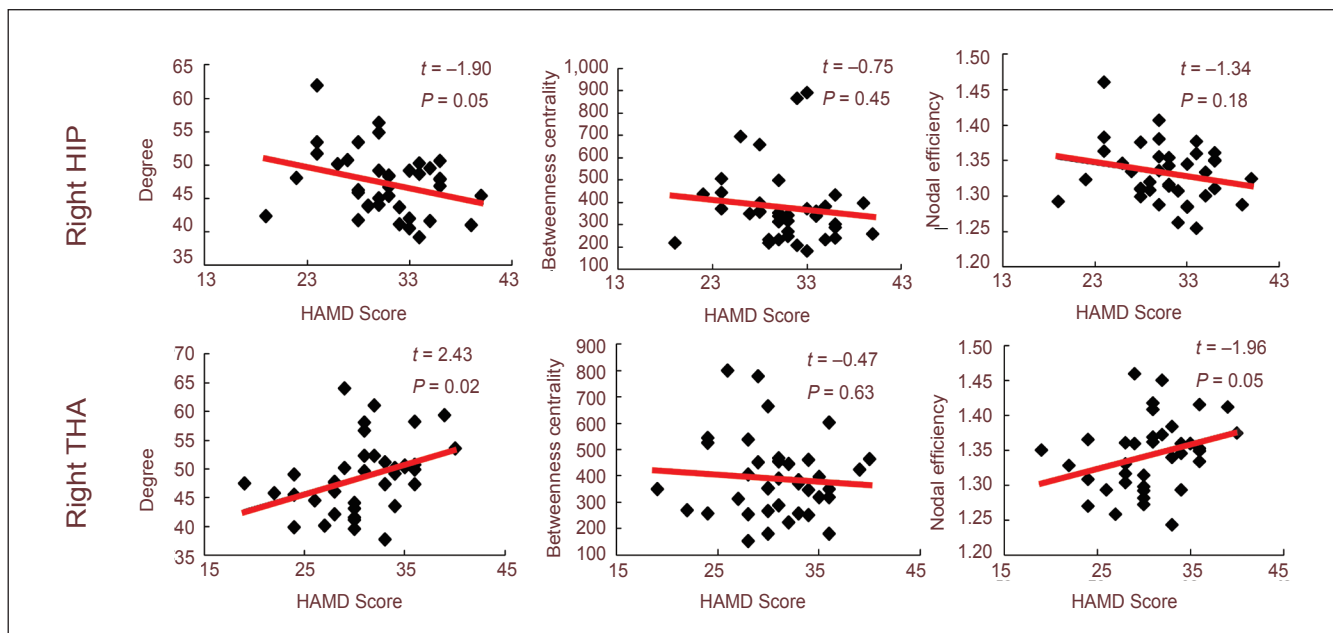 Right HIP
Degree
65
60
55
50
45
40
35
13
23
33
43
HAMD Score
t = –1.90
P = 0.05
Betweenness centrality
1,000
900
800
700
600
500
400
300
200
100
13
23
33
43
HAMD Score
t = –0.75
P = 0.45
Nodal efficiency
1.50
1.45
1.40
1.35
1.30
1.25
1.20
13
23
33
43
HAMD Score
t = –1.34
P = 0.18
Right THA
Degree
70
65
60
55
50
45
40
35
15
25
35
45
HAMD Score
t = 2.43
P = 0.02
Betweenness centrality
900
800
700
600
500
400
300
200
100
15
25
35
45
HAMD Score
t = –0.47
P = 0.63
Nodal efficiency
1.50
1.45
1.40
1.35
1.30
1.25
1.20
25
35
45
HAMD Score
t = –1.96
P = 0.05